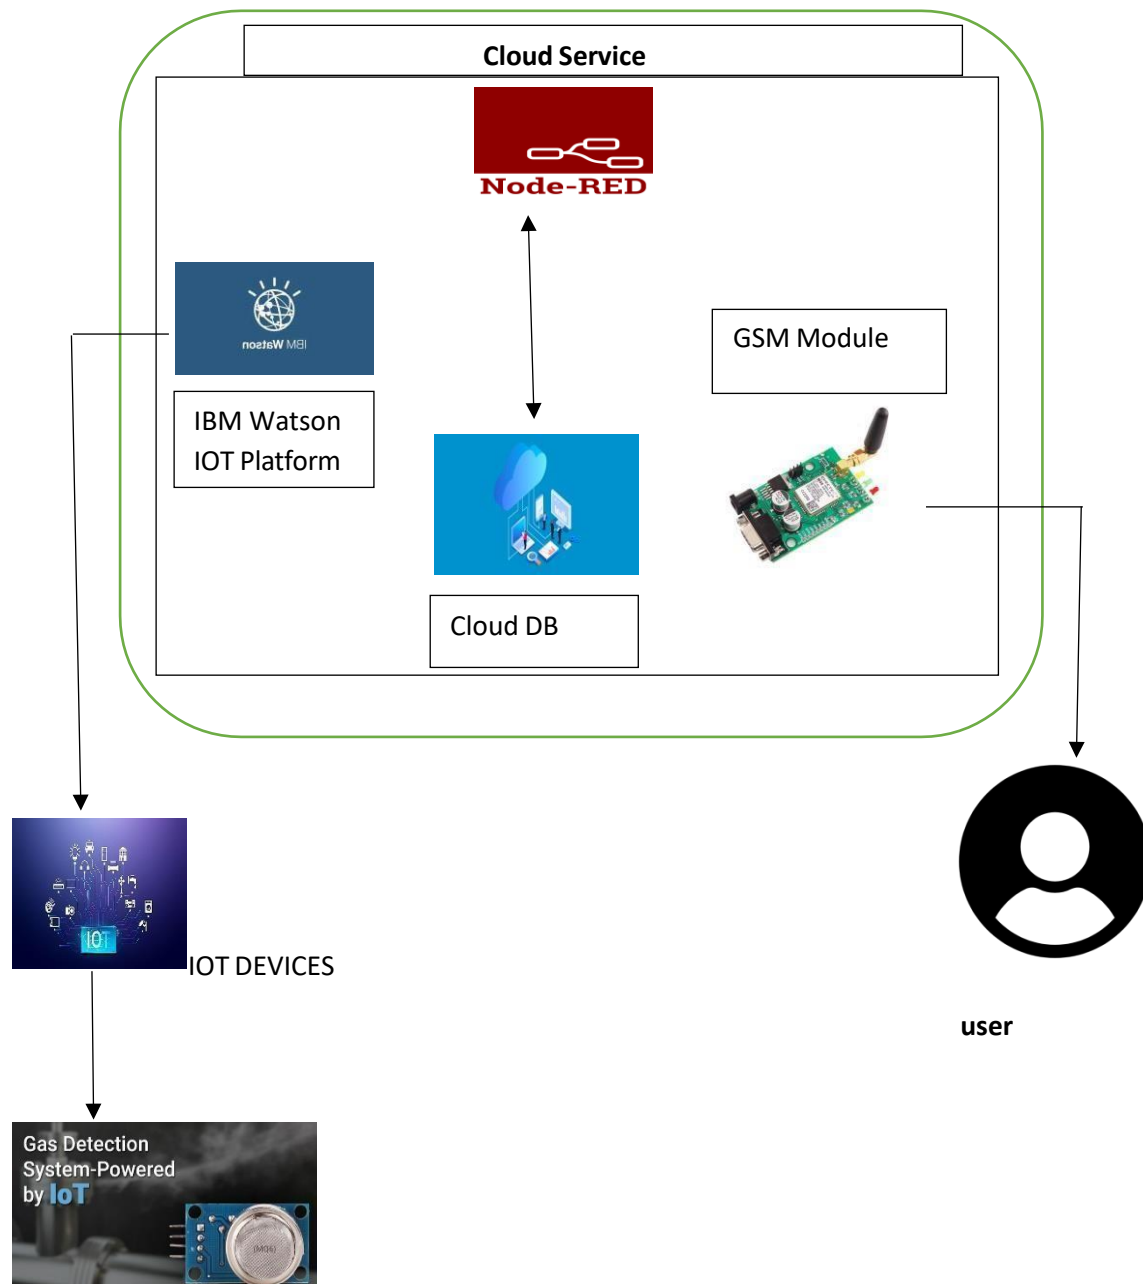 Cloud Service
Node-RED
IBM Watson
GSM Module
IBM Watson
IOT Platform
Cloud DB
IOT
IOT DEVICES
user
Gas Detection
System-Powered
by IoT
(MQ6)